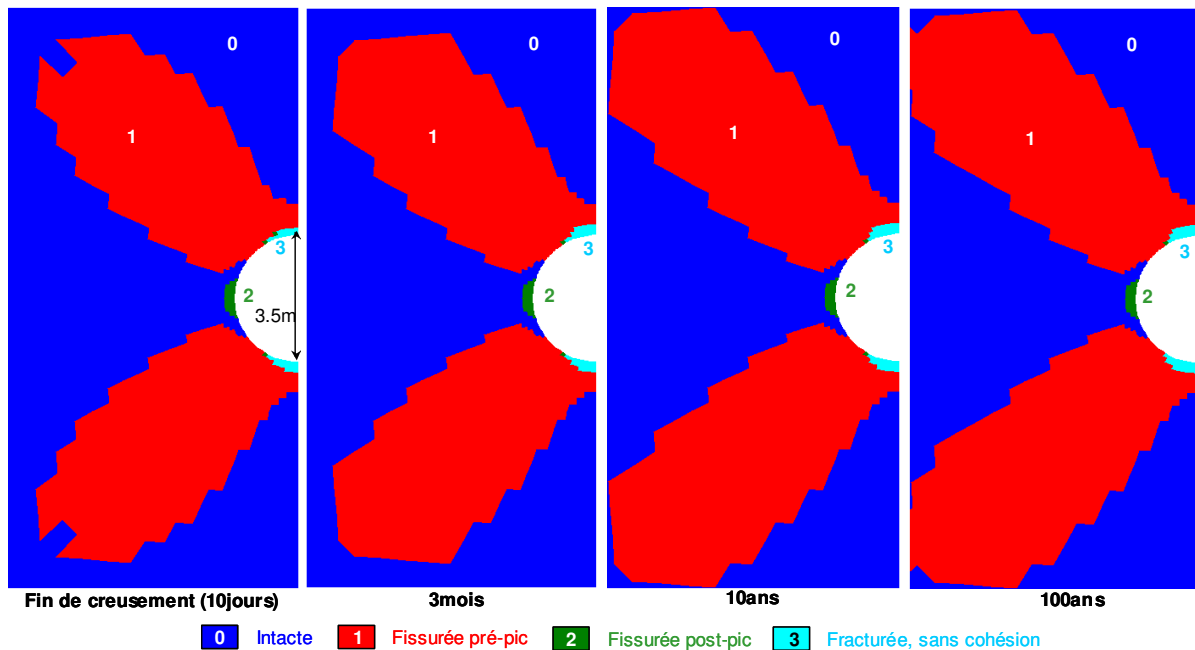 0
0
0
0
1
1
1
1
3
3
3
3
2
2
2
2
3.5m
Fin de creusement (10jours)
3mois
10ans
100ans
0 Intacte 1 Fissurée pré-pic 2 Fissurée post-pic 3 Fracturée, sans cohésion